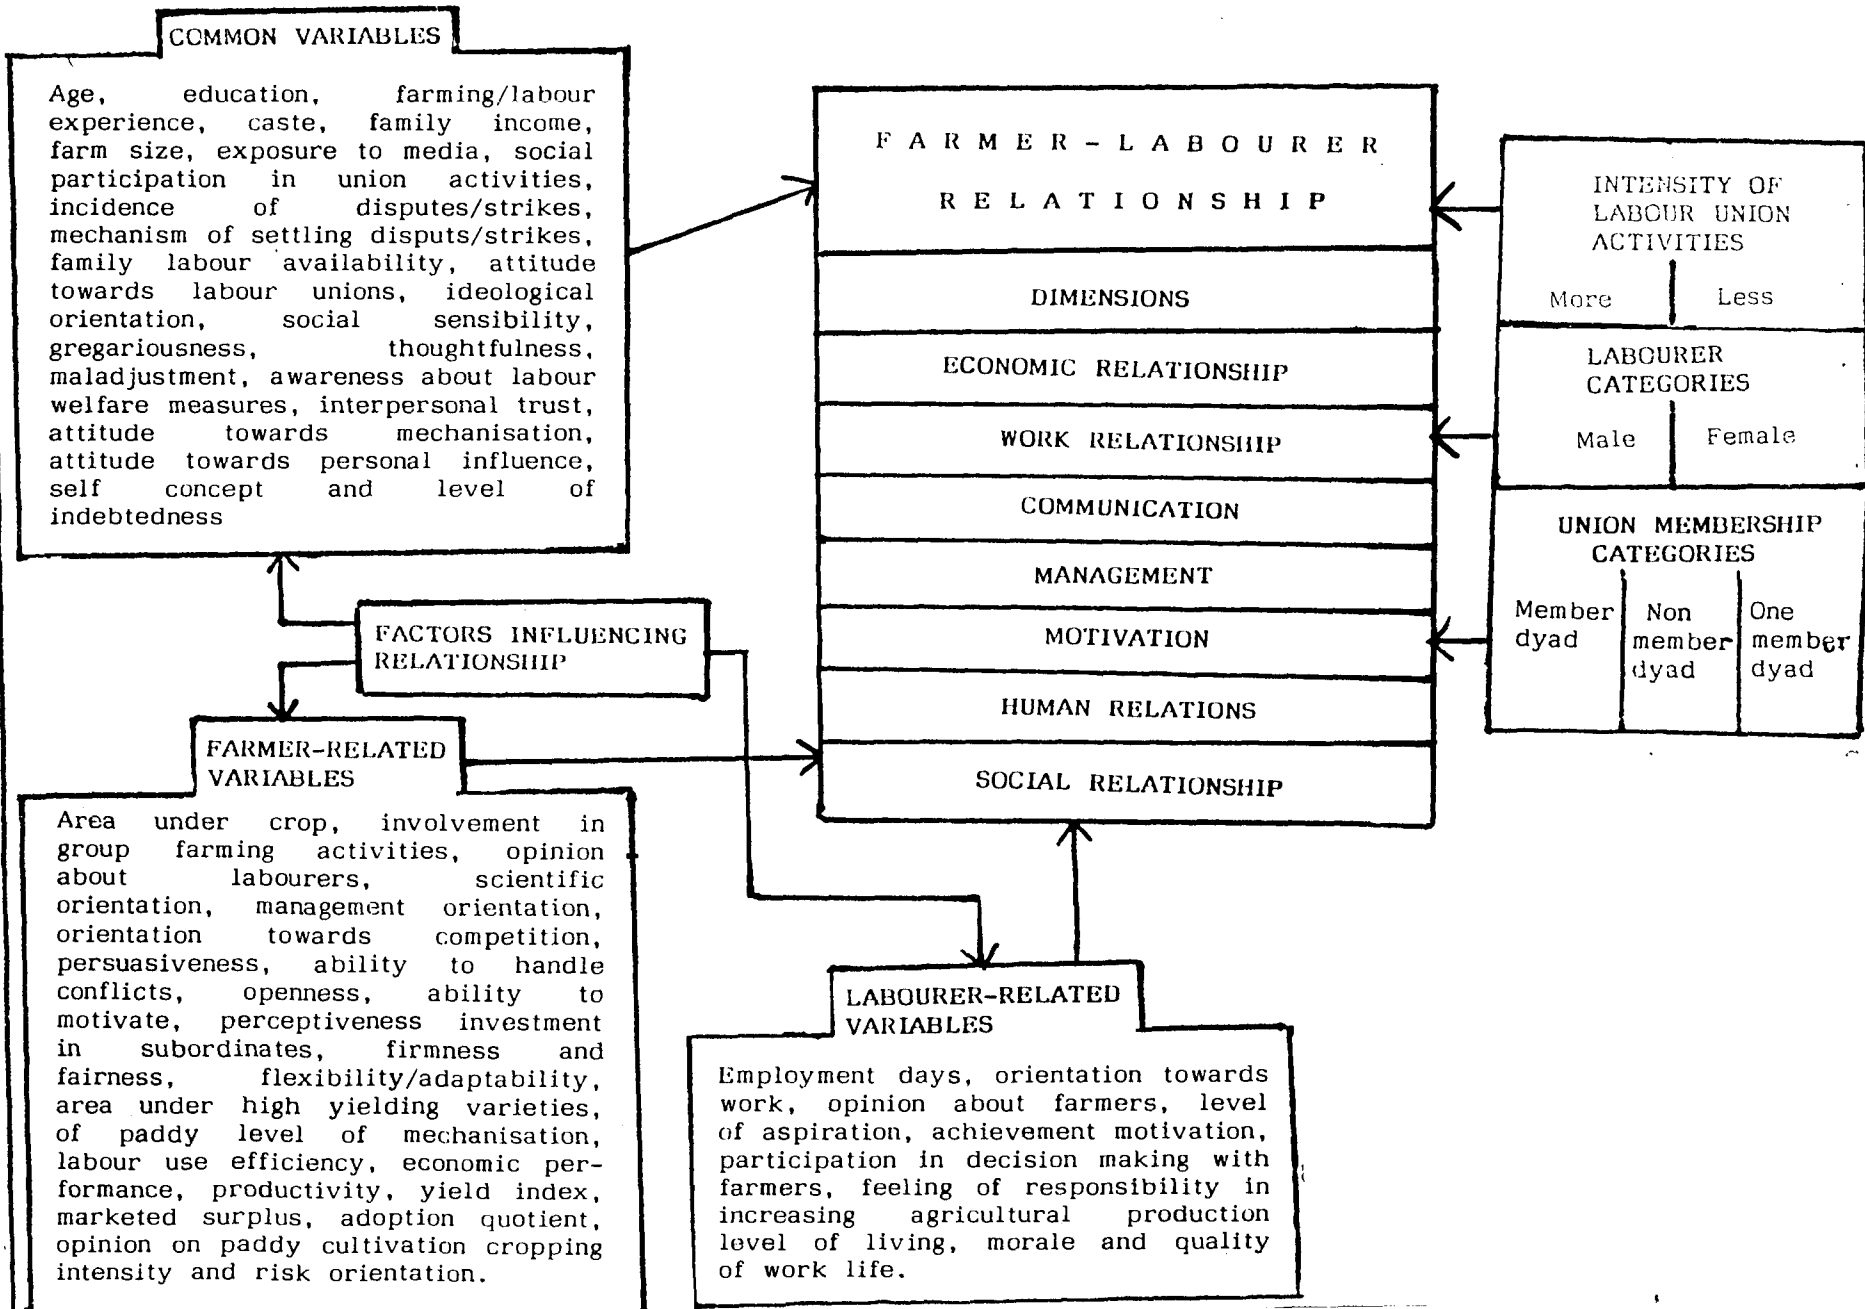 COMMON VARIABLES
Age, education, farming/labour
experience, caste, family income,
farm size, exposure to media, social
participation in union activities,
incidence of disputes/strikes,
mechanism of settling disputs/strikes,
family labour availability, attitude
towards labour unions, ideological
orientation, social sensibility,
gregariousness, thoughtfulness,
maladjustment, awareness about labour
welfare measures, interpersonal trust,
attitude towards mechanisation,
attitude towards personal influence,
self concept and level of
indebtedness
FACTORS INFLUENCING
RELATIONSHIP
FARMER-RELATED
VARIABLES
Area under crop, involvement in
group farming activities, opinion
about labourers, scientific
orientation, management orientation,
orientation towards competition,
persuasiveness, ability to handle
conflicts, openness, ability to
motivate, perceptiveness investment
in subordinates, firmness and
fairness, flexibility/adaptability,
area under high yielding varieties,
of paddy level of mechanisation,
labour use efficiency, economic per-
formance, productivity, yield index,
marketed surplus, adoption quotient,
opinion on paddy cultivation cropping
intensity and risk orientation.
FARMER-LABOURER
RELATIONSHIP
DIMENSIONS
ECONOMIC RELATIONSHIP
WORK RELATIONSHIP
COMMUNICATION
MANAGEMENT
MOTIVATION
HUMAN RELATIONS
SOCIAL RELATIONSHIP
LABOURER-RELATED
VARIABLES
Employment days, orientation towards
work, opinion about farmers, level
of aspiration, achievement motivation,
participation in decision making with
farmers, feeling of responsibility in
increasing agricultural production
level of living, morale and quality
of work life.
INTENSITY OF
LABOUR UNION
ACTIVITIES
More Less
LABOURER
CATEGORIES
Male Female
UNION MEMBERSHIP
CATEGORIES
Member
dyad
Non
member
dyad
One
member
dyad